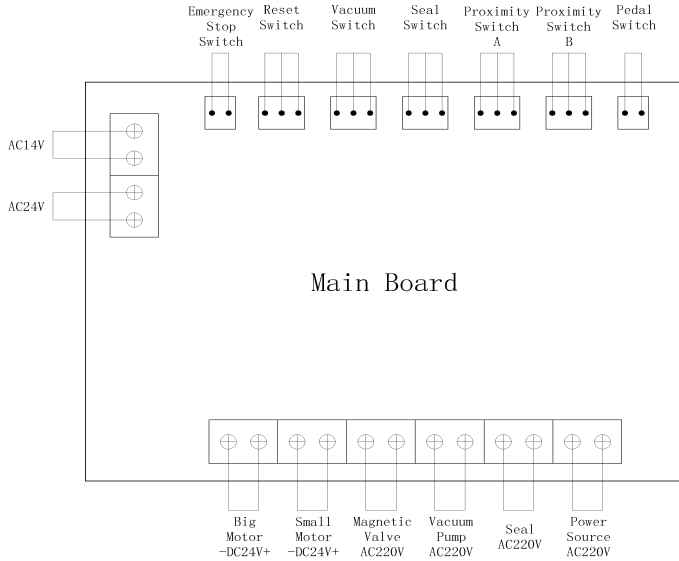 Emergency
Stop
Switch
Reset
Switch
Vacuum
Switch
Seal
Switch
Proximity
Switch
A
Proximity
Switch
B
Pedal
Switch
AC14V
AC24V
Main Board
Big
Motor
-DC24V+
Small
Motor
-DC24V+
Magnetic
Valve
AC220V
Vacuum
Pump
AC220V
Seal
AC220V
Power
Source
AC220V